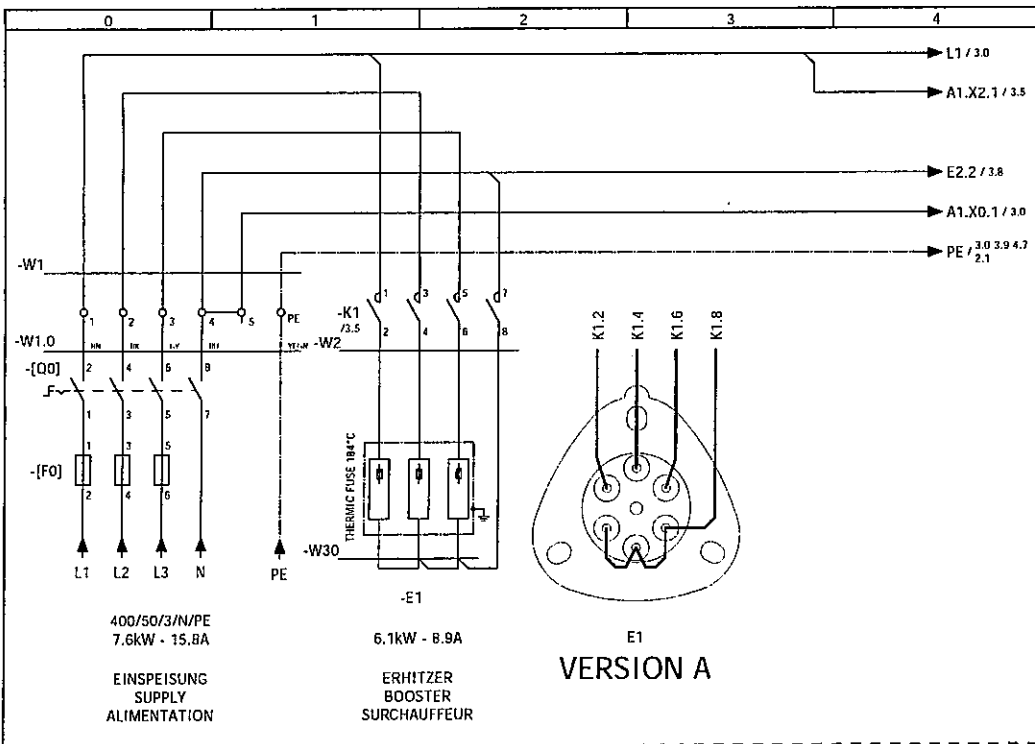 0 1 2 3 4
L1 / 3.0
A1.X2.1 / 3.5
E2.2 / 3.8
A1.X0.1 / 3.0
PE / 3.0 3.9 4.7
2.1
-W1
1 2 3 4 5 PE
-K1
/3.5
1 3 5 7
2 4 6 8
-W1.0
-W2
-[Q0]
2 4 6 8
1 3 5 7
-[F0]
1 3 5
2 4 6
L1 L2 L3 N PE
THERMIC FUSE 184°C
-W30
-E1
K1.2 K1.4 K1.6 K1.8
E1
VERSION A
400/50/3/N/PE
7.6kW - 15.8A
EINSPEISUNG
SUPPLY
ALIMENTATION
6.1kW - 8.9A
ERHITZER
BOOSTER
SURCHAUFFEUR